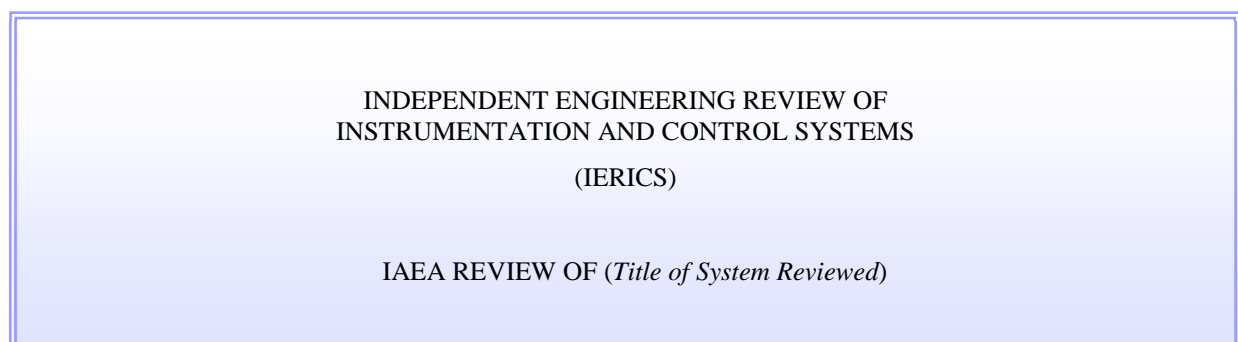 INDEPENDENT ENGINEERING REVIEW OF
INSTRUMENTATION AND CONTROL SYSTEMS
(IERICS)
IAEA REVIEW OF (Title of System Reviewed)